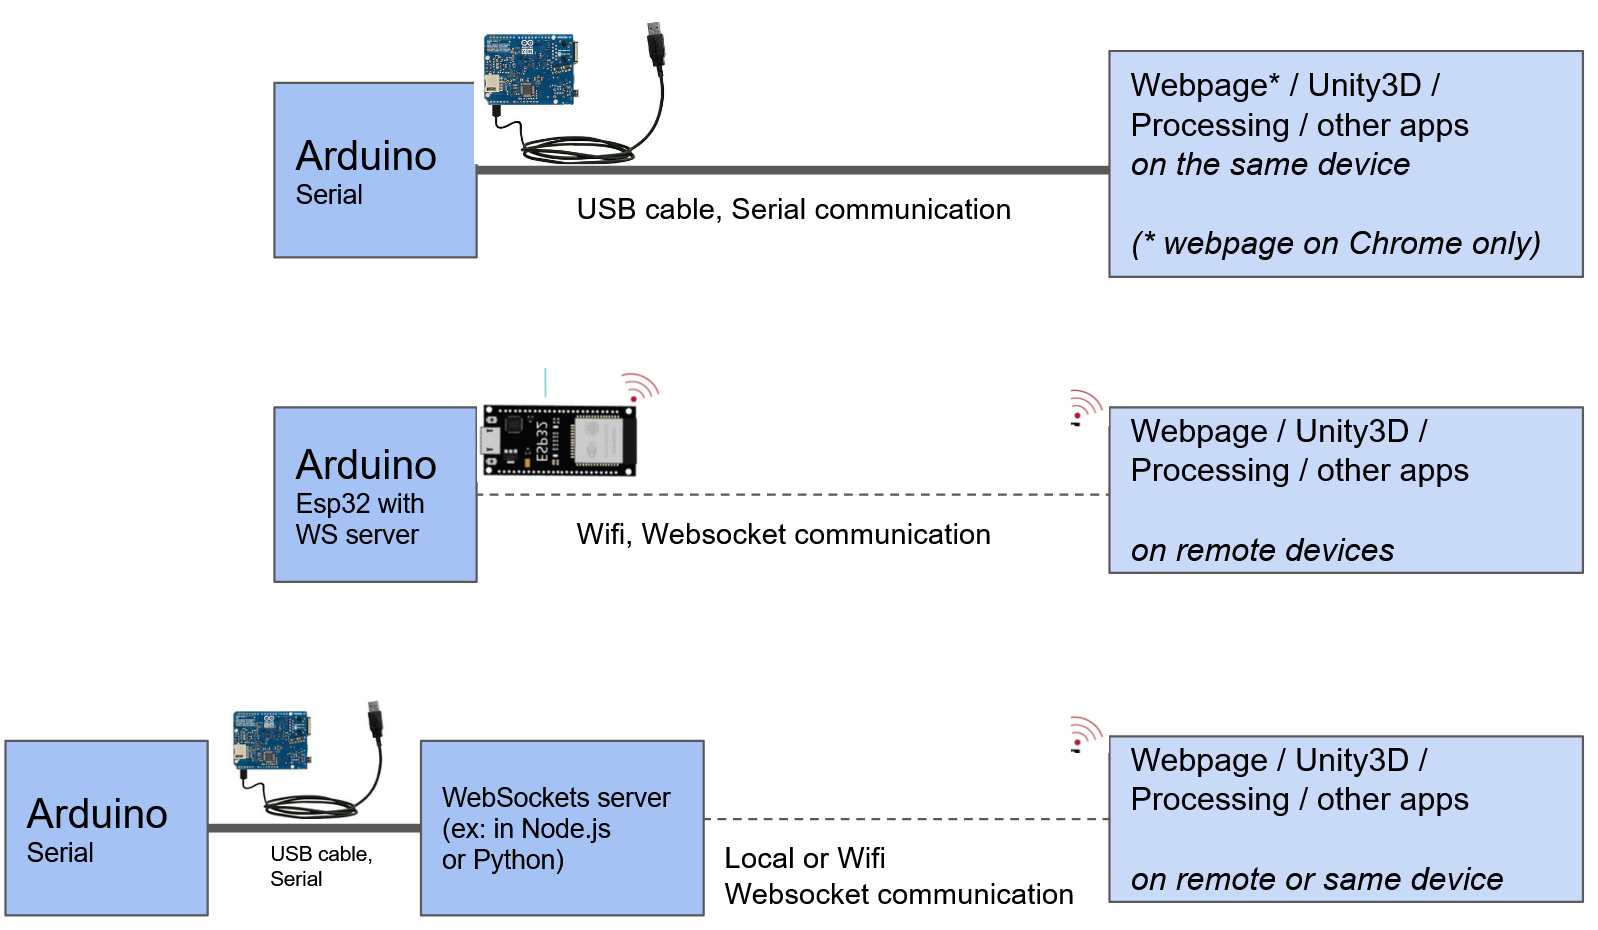 Webpage* / Unity3D /
Processing / other apps
on the same device
(* webpage on Chrome only)
Arduino
Serial
USB cable, Serial communication
Arduino
Esp32 with
WS server
ESP32
Wifi, Websocket communication
Webpage / Unity3D /
Processing / other apps
on remote devices
Arduino
Serial
USB cable,
Serial
WebSockets server
(ex: in Node.js
or Python)
Local or Wifi
Websocket communication
Webpage / Unity3D /
Processing / other apps
on remote or same device